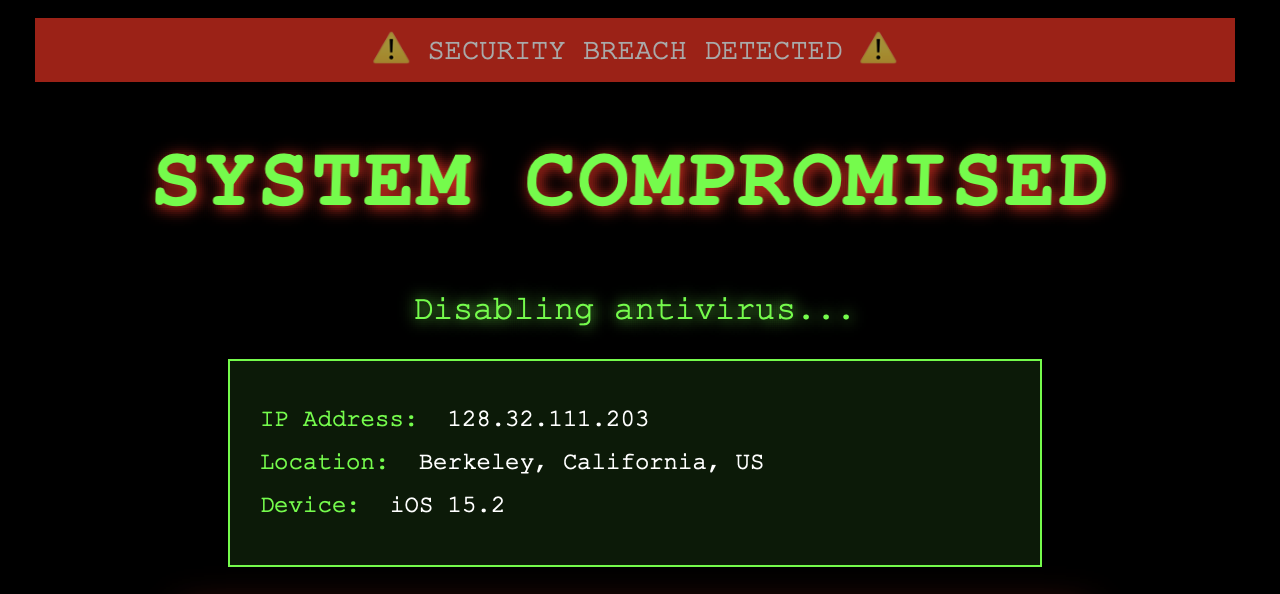 ⚠️ SECURITY BREACH DETECTED ⚠️
SYSTEM COMPROMISED
Disabling antivirus...
IP Address: 128.32.111.203
Location: Berkeley, California, US
Device: iOS 15.2